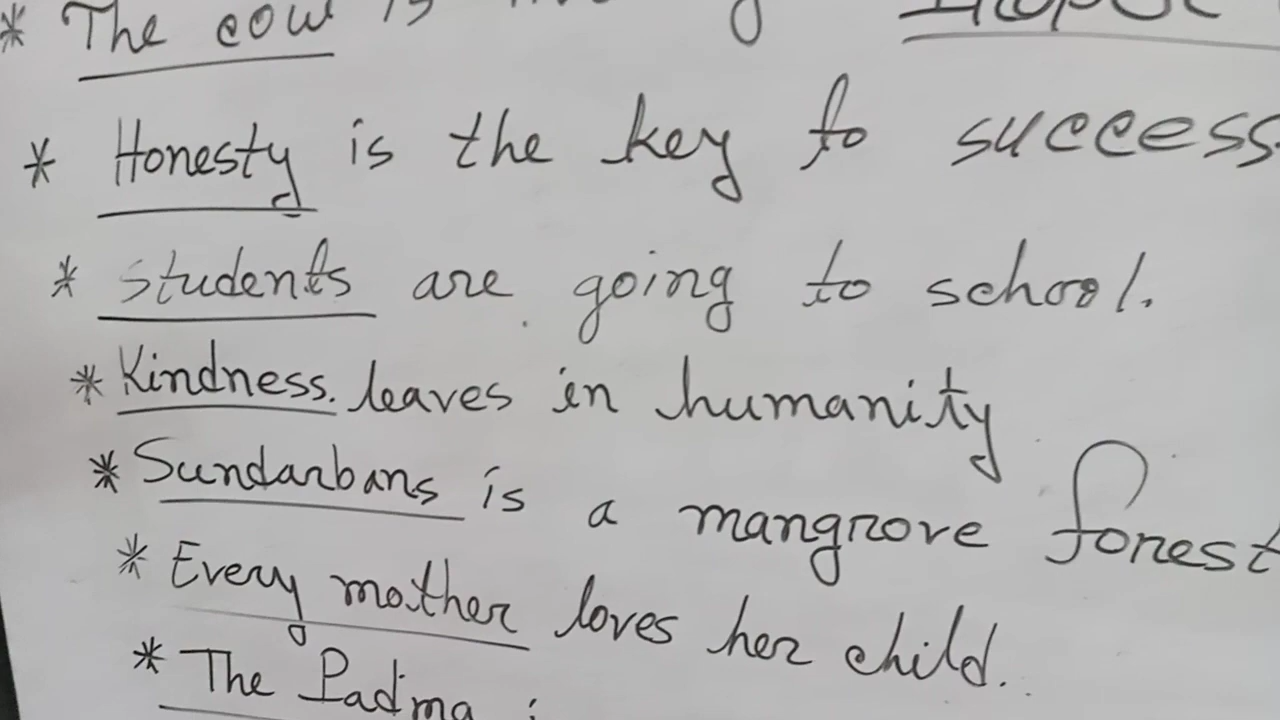 * The cow is
* Honesty is the key to success
* Students are going to school.
* Kindness. leaves in humanity
* Sundarbans is a mangrove forest
* Every mother loves her child.
* The Padma